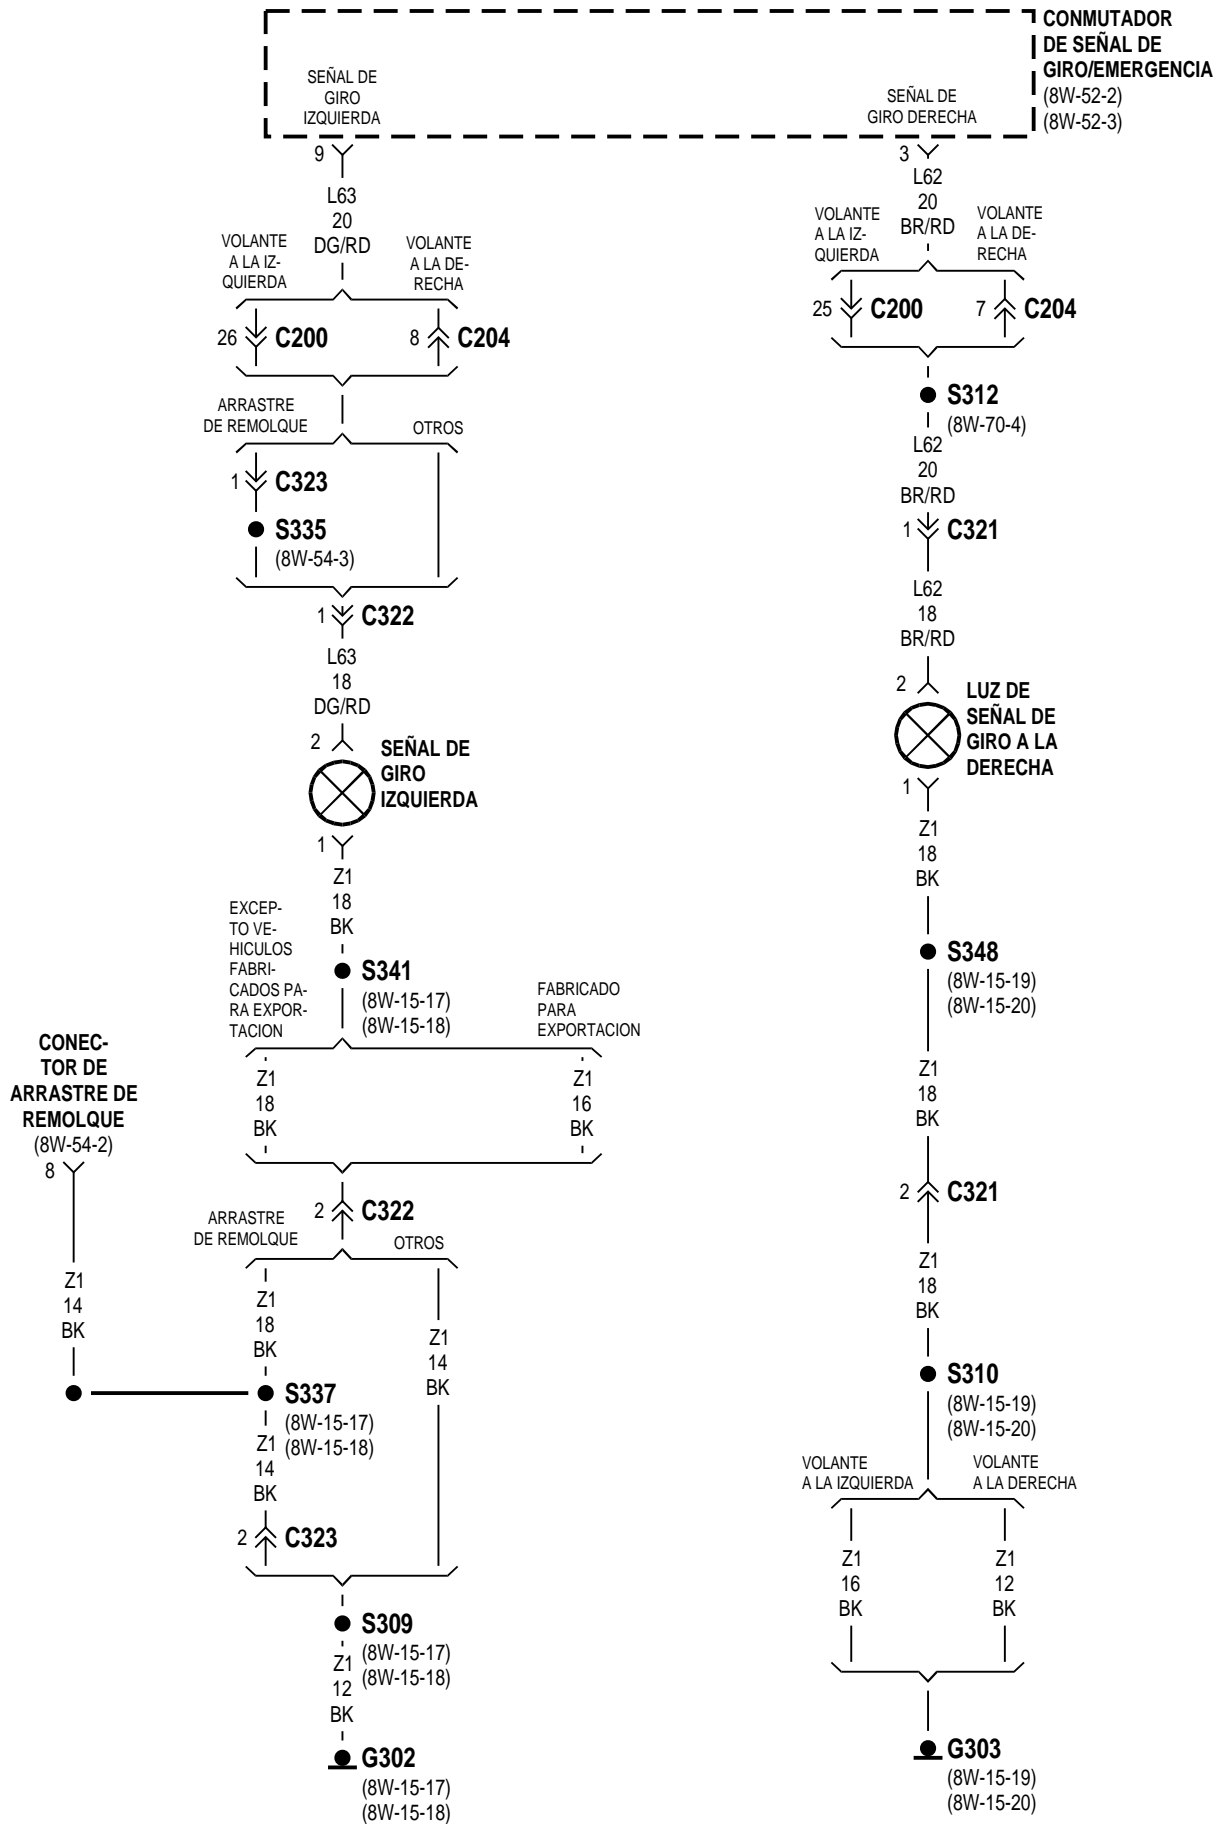 CONMUTADOR
DE SEÑAL DE
GIRO/EMERGENCIA
(8W-52-2)
(8W-52-3)
SEÑAL DE
GIRO
IZQUIERDA
SEÑAL DE
GIRO DERECHA
9
L63
20
DG/RD
VOLANTE
A LA IZ-
QUIERDA
VOLANTE
A LA DE-
RECHA
26
C200
8
C204
ARRASTRE
DE REMOLQUE
OTROS
1
C323
S335
(8W-54-3)
1
C322
L63
18
DG/RD
2
SEÑAL DE
GIRO
IZQUIERDA
1
Z1
18
BK
EXCEP-
TO VE-
HICULOS
FABRI-
CADOS PA-
RA EXPOR-
TACION
S341
(8W-15-17)
(8W-15-18)
FABRICADO
PARA
EXPORTACION
Z1
18
BK
Z1
16
BK
CONEC-
TOR DE
ARRASTRE DE
REMOLQUE
(8W-54-2)
8
Z1
14
BK
2
C322
ARRASTRE
DE REMOLQUE
OTROS
Z1
18
BK
Z1
14
BK
S337
(8W-15-17)
(8W-15-18)
Z1
14
BK
2
C323
S309
(8W-15-17)
(8W-15-18)
Z1
12
BK
G302
(8W-15-17)
(8W-15-18)
3
L62
20
BR/RD
VOLANTE
A LA IZ-
QUIERDA
VOLANTE
A LA DE-
RECHA
25
C200
7
C204
S312
(8W-70-4)
L62
20
BR/RD
1
C321
L62
18
BR/RD
2
LUZ DE
SEÑAL DE
GIRO A LA
DERECHA
1
Z1
18
BK
S348
(8W-15-19)
(8W-15-20)
Z1
18
BK
2
C321
Z1
18
BK
S310
(8W-15-19)
(8W-15-20)
VOLANTE
A LA IZQUIERDA
VOLANTE
A LA DERECHA
Z1
16
BK
Z1
12
BK
G303
(8W-15-19)
(8W-15-20)